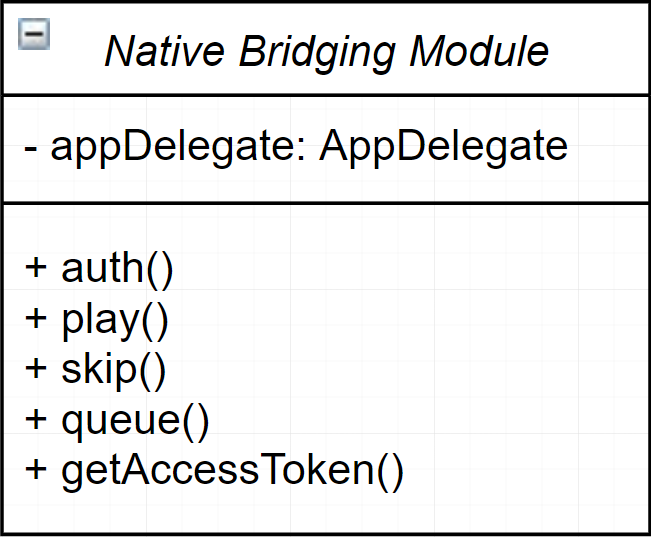 Native Bridging Module
- appDelegate: AppDelegate
+ auth()
+ play()
+ skip()
+ queue()
+ getAccessToken()